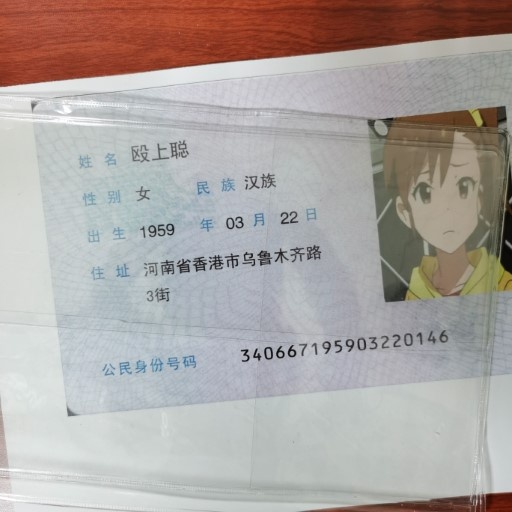 姓名 殴上聪
性别 女 民族 汉族
出生 1959 年 03 月 22 日
住址 河南省香港市乌鲁木齐路
3街
公民身份号码 340667195903220146